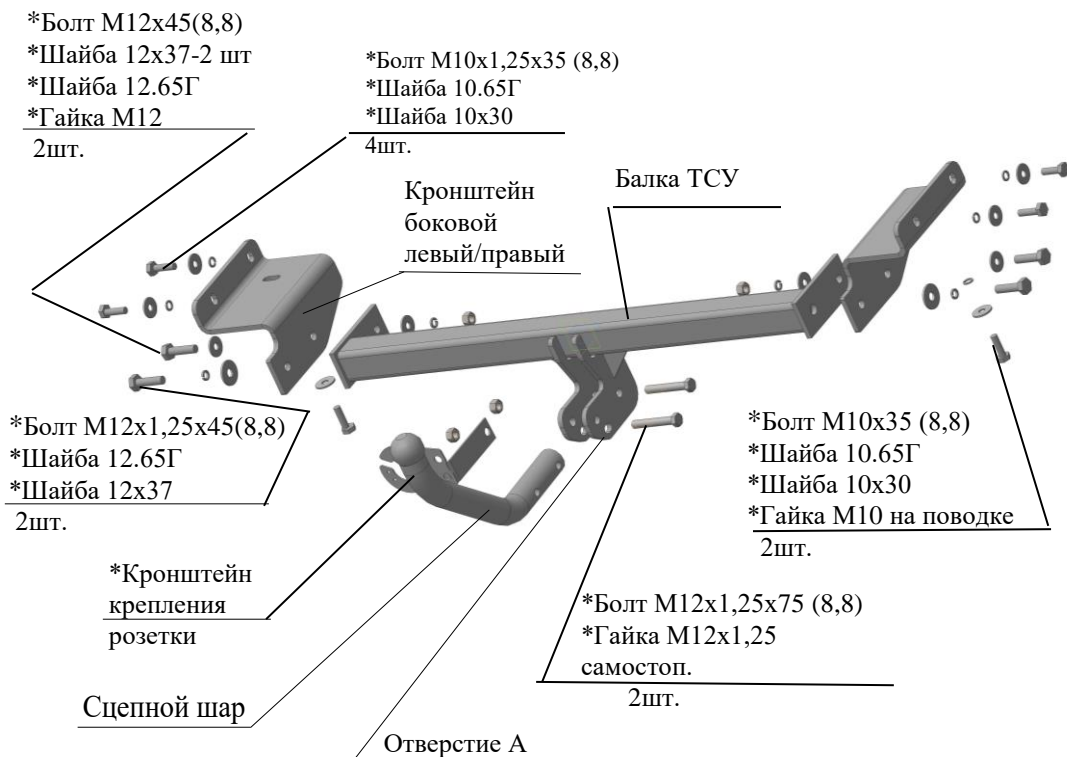 *Болт М12х45(8,8)
*Шайба 12х37-2 шт
*Шайба 12.65Г
*Гайка М12
2шт.
*Болт М10х1,25х35 (8,8)
*Шайба 10.65Г
*Шайба 10х30
4шт.
Кронштейн
боковой
левый/правый
Балка ТСУ
*Болт М12х1,25х45(8,8)
*Шайба 12.65Г
*Шайба 12х37
2шт.
*Болт М10х35 (8,8)
*Шайба 10.65Г
*Шайба 10х30
*Гайка М10 на поводке
2шт.
*Кронштейн
крепления
розетки
*Болт М12х1,25х75 (8,8)
*Гайка М12х1,25
самостоп.
2шт.
Сцепной шар
Отверстие А